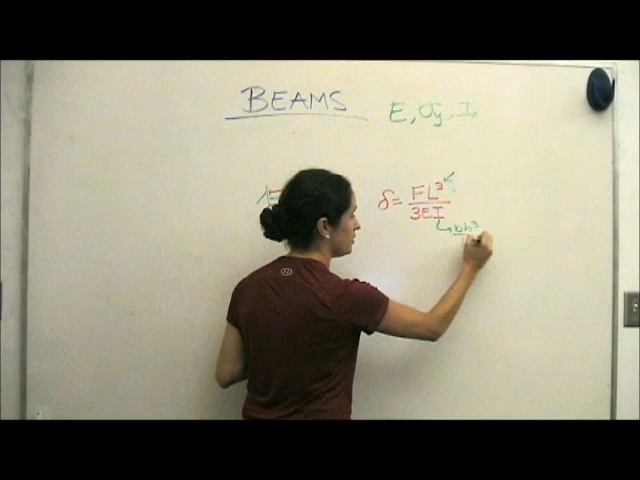 BEAMS E, σy, I,
δ = FL³ / 3EI
bh³